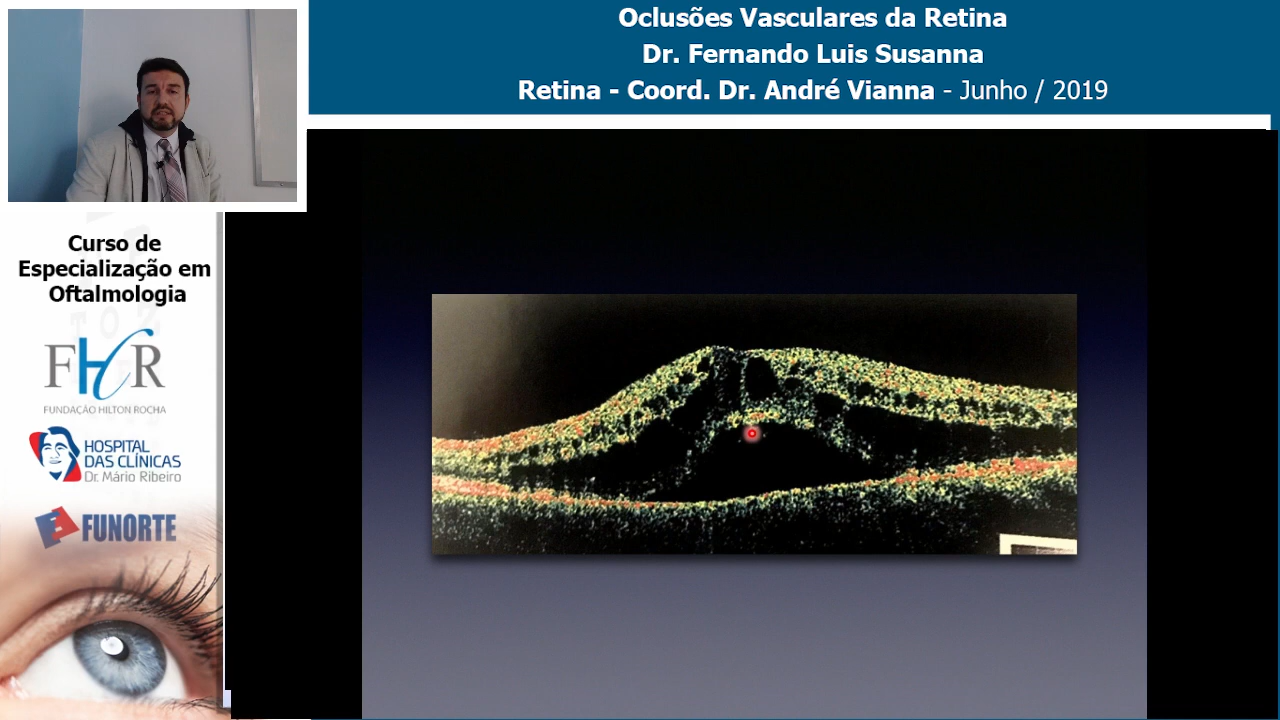 Oclusões Vasculares da Retina
Dr. Fernando Luis Susanna
Retina - Coord. Dr. André Vianna - Junho / 2019
Curso de
Especialização em
Oftalmologia
FHR
FUNDAÇÃO HILTON ROCHA
HOSPITAL
DAS CLÍNICAS
Dr. Mário Ribeiro
FUNORTE